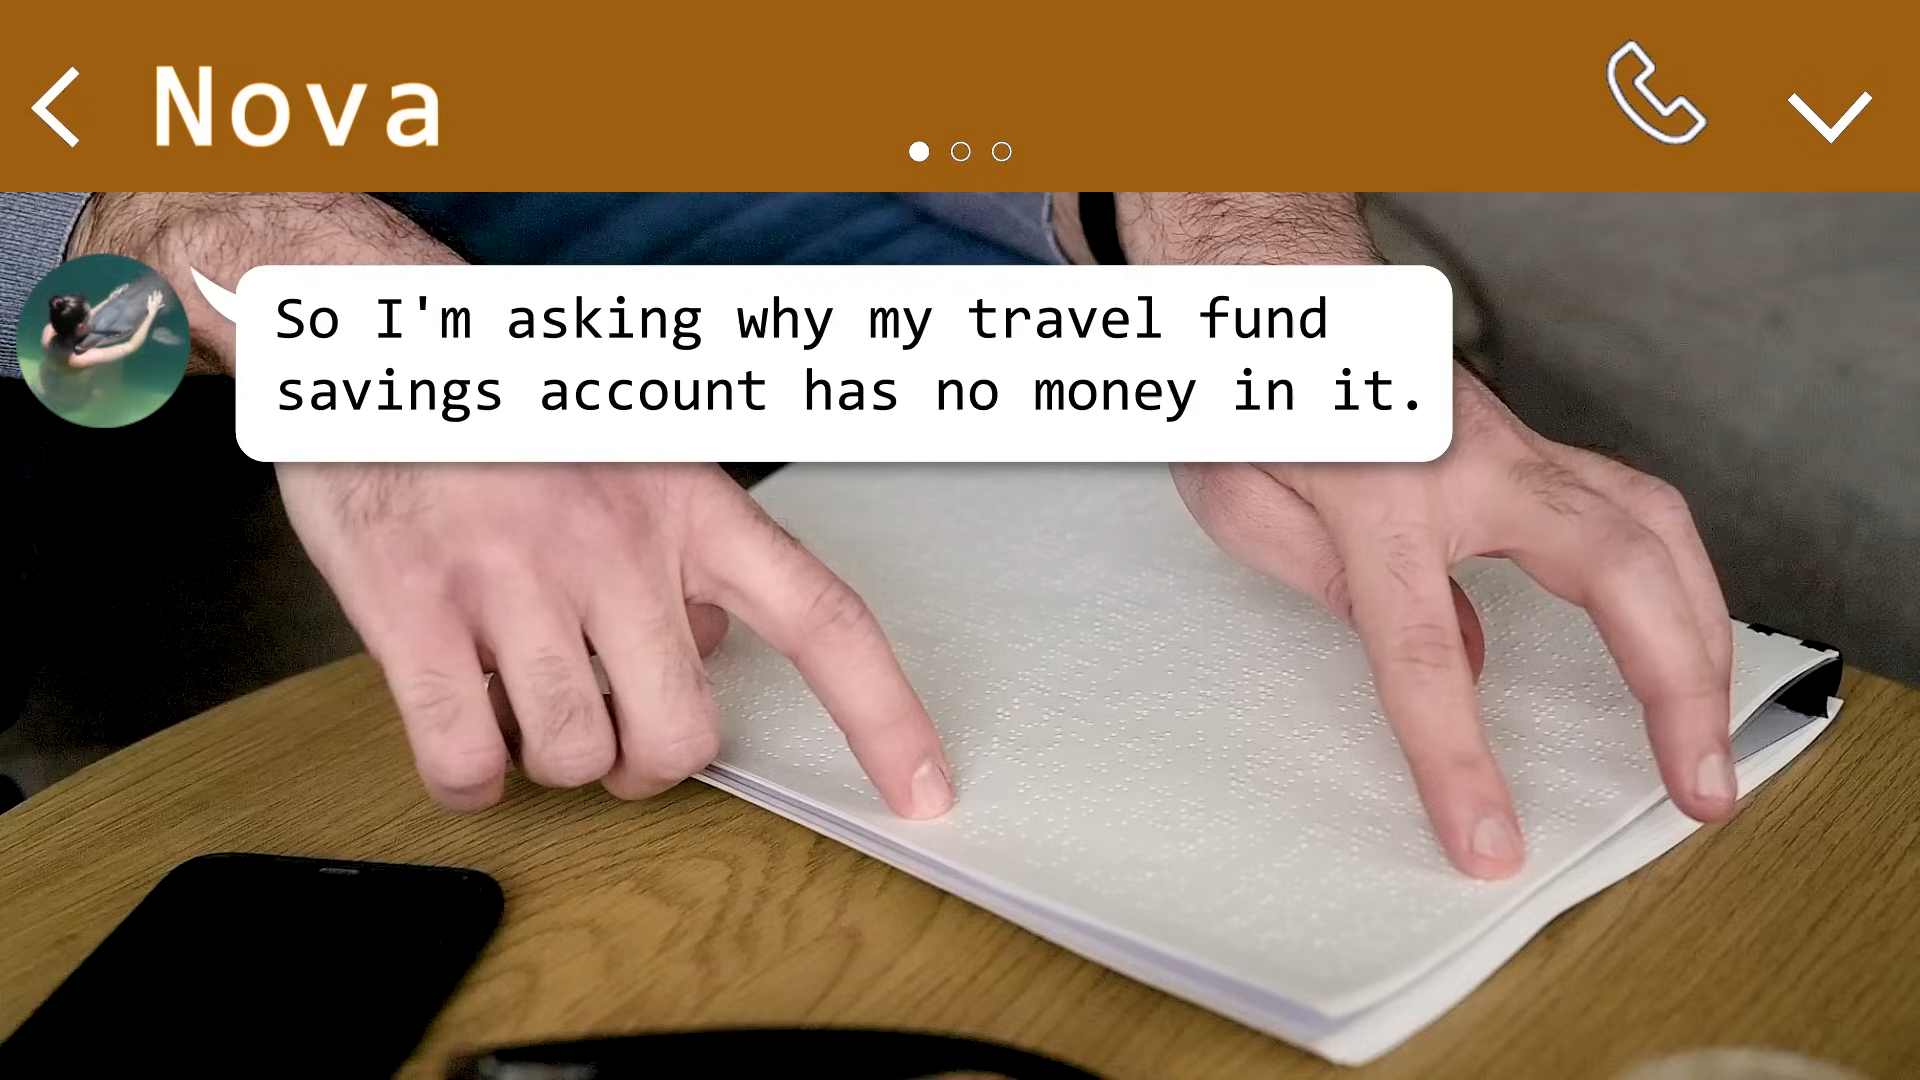 Nova
So I'm asking why my travel fund
savings account has no money in it.